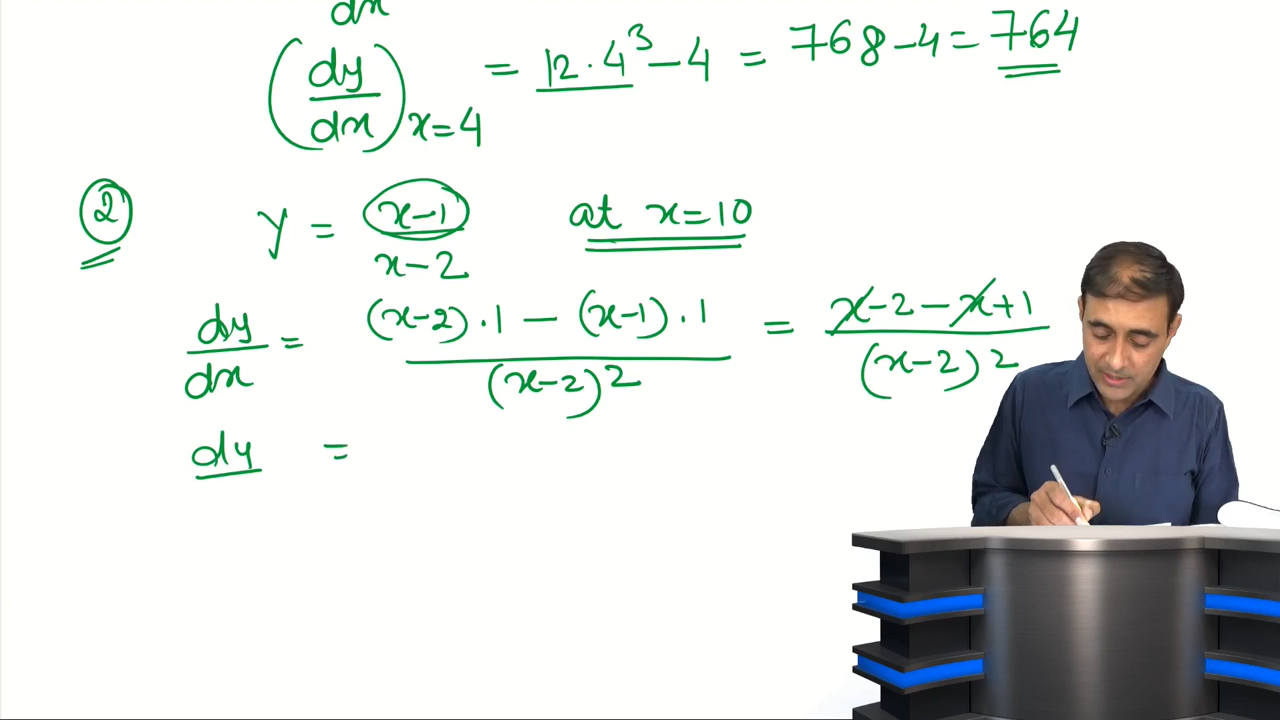 dx
(dy/dx)x=4 = 12·4³-4 = 768-4 = 764
② y = (x-1)/(x-2) at x=10
dy/dx = ((x-2)·1 - (x-1)·1)/(x-2)² = (x-2-x+1)/(x-2)²
dy =